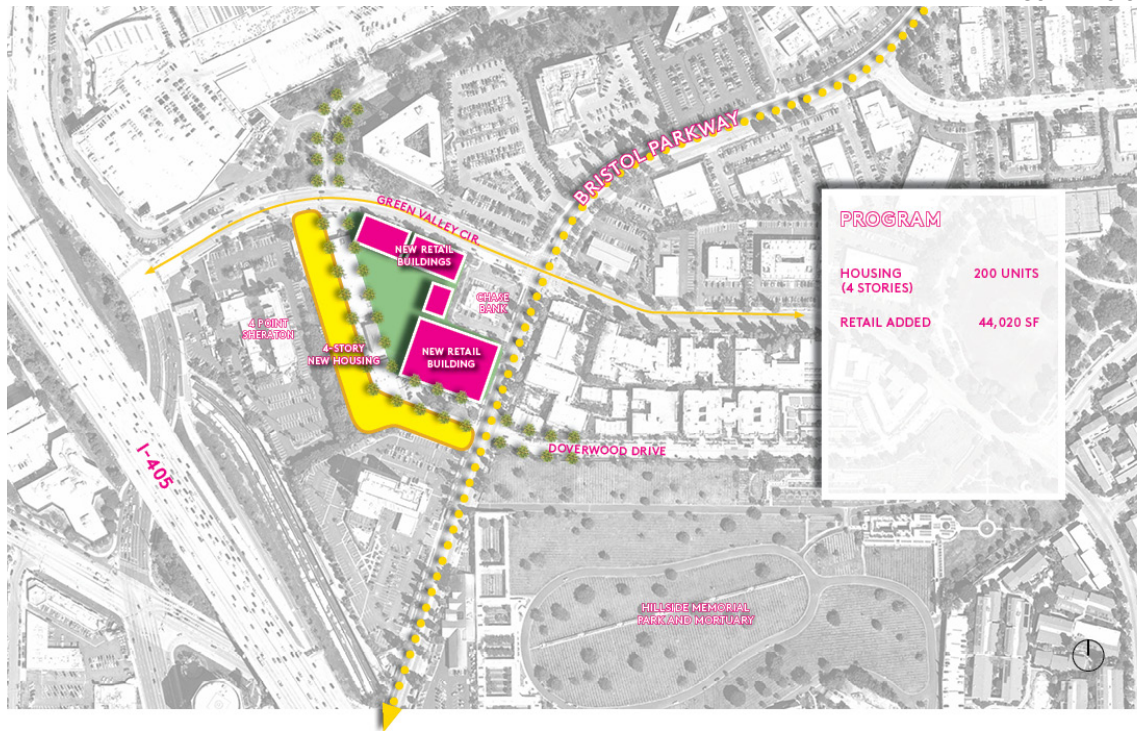 BRISTOL PARKWAY
GREEN VALLEY CIR.
NEW RETAIL
BUILDINGS
CHASE
BANK
4 POINT
SHERATON
4-STORY
NEW HOUSING
NEW RETAIL
BUILDING
I-405
DOVERWOOD DRIVE
HILLSIDE MEMORIAL
PARK AND MORTUARY
PROGRAM
HOUSING 200 UNITS
(4 STORIES)
RETAIL ADDED 44,020 SF